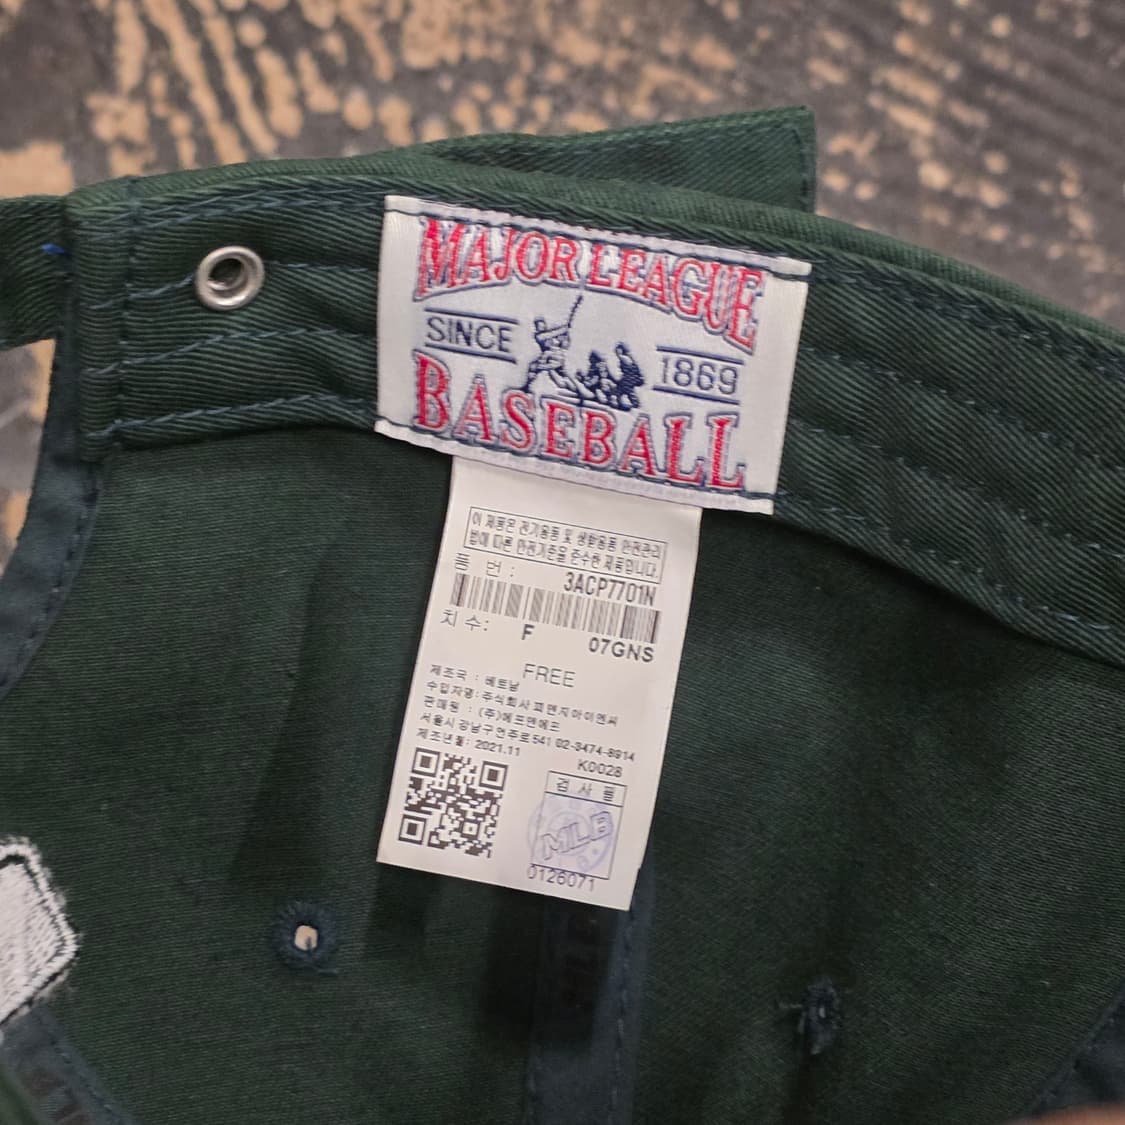 MAJOR LEAGUE
SINCE 1869
BASEBALL
이 제품은 전기용품 및 생활용품 안전관리
법에 따른 안전기준을 준수한 제품입니다.
품 번 : 3ACP7701N
치 수: F 07GNS
FREE
제조국 : 베트남
수입자명: 주식회사 피앤지아이엔씨
판매원 : (주)에프앤에프
서울시 강남구 언주로 541 02-3474-8914
제조년월: 2021.11
K0028
검 사 필
MLB
0126071